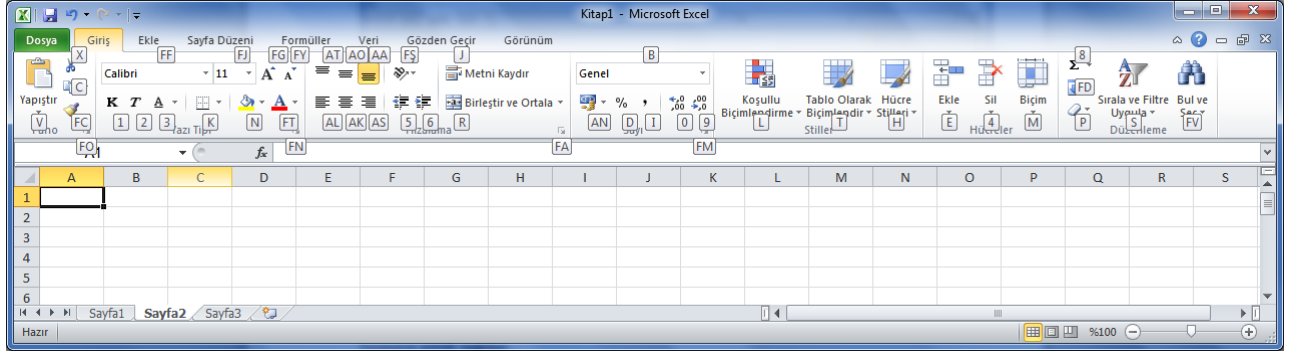 Kitap1 - Microsoft Excel
Dosya Giriş Ekle Sayfa Düzeni Formüller Veri Gözden Geçir Görünüm
X FF FJ FG FY AT AO AA FŞ J B 8
Calibri 11 A A Metni Kaydır Genel Σ
Ç FD
Yapıştır K T A A Birleştir ve Ortala % , Koşullu Biçimlendirme Tablo Olarak Biçimlendir Hücre Stilleri Ekle Sil Biçim Sırala ve Filtre Uygula Bul ve Seç
V FC 1 2 3 K N FT AL AK AS 5 6 R AN D I 0 9 L T H E 4 M P S FV
Pano Yazı Tipi Hizalama Sayı Stiller Hücreler Düzenleme
FO A1 fx FN FA FM
A B C D E F G H I J K L M N O P Q R S
1
2
3
4
5
6
Sayfa1 Sayfa2 Sayfa3
Hazır %100